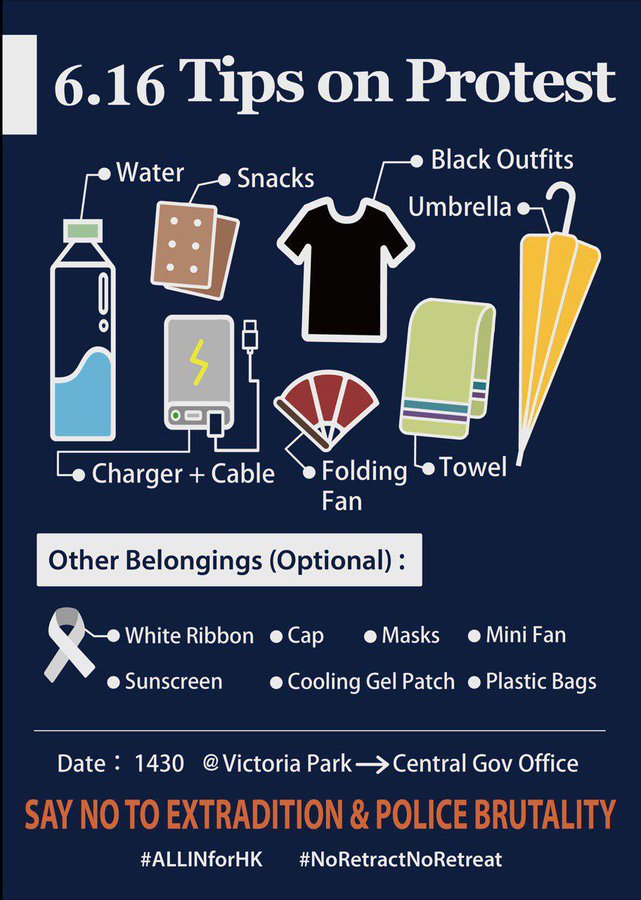 6.16 Tips on Protest
Water
Snacks
Black Outfits
Umbrella
Charger + Cable
Folding
Fan
Towel
Other Belongings (Optional) :
White Ribbon
Cap
Masks
Mini Fan
Sunscreen
Cooling Gel Patch
Plastic Bags
Date : 1430 @Victoria Park → Central Gov Office
SAY NO TO EXTRADITION & POLICE BRUTALITY
#ALLINforHK #NoRetractNoRetreat